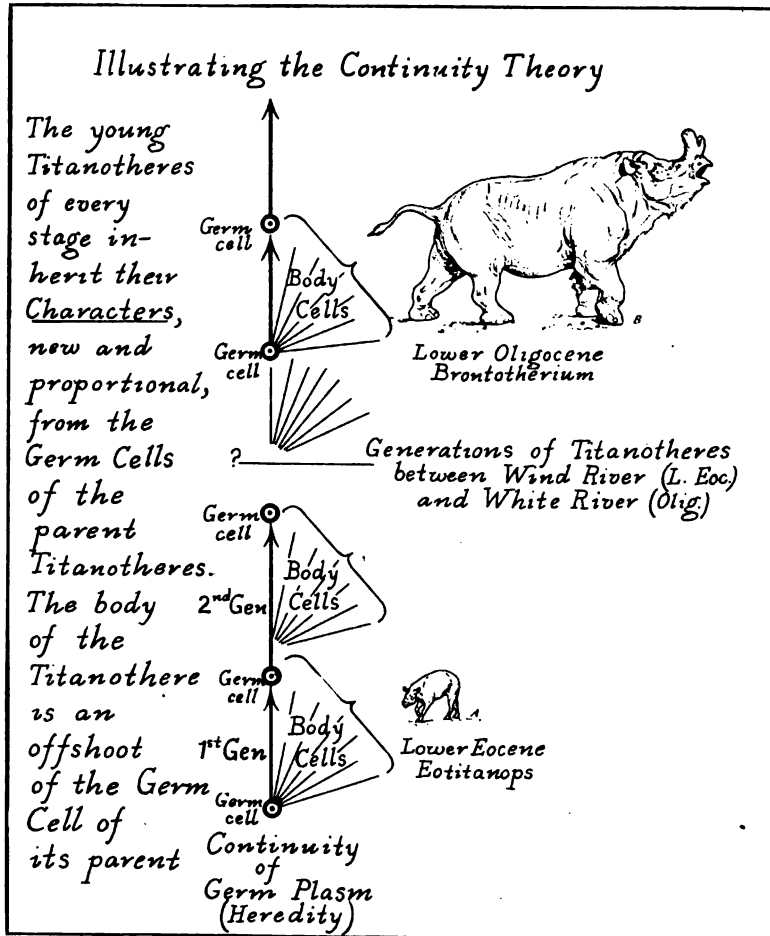 Illustrating the Continuity Theory
The young
Titanotheres
of every
stage in-
herit their
Characters,
new and
proportional,
from the
Germ Cells
of the
parent
Titanotheres.
The body
of the
Titanothere
is an
offshoot
of the Germ
Cell of
its parent
Germ
cell
Body
Cells
Germ
cell
Lower Oligocene
Brontotherium
B
? Generations of Titanotheres
between Wind River (L. Eoc.)
and White River (Olig.)
Germ
cell
Body
Cells
2nd Gen
Germ
cell
Body
Cells
1st Gen
A
Lower Eocene
Eotitanops
Germ
cell
Continuity
of
Germ Plasm
(Heredity)